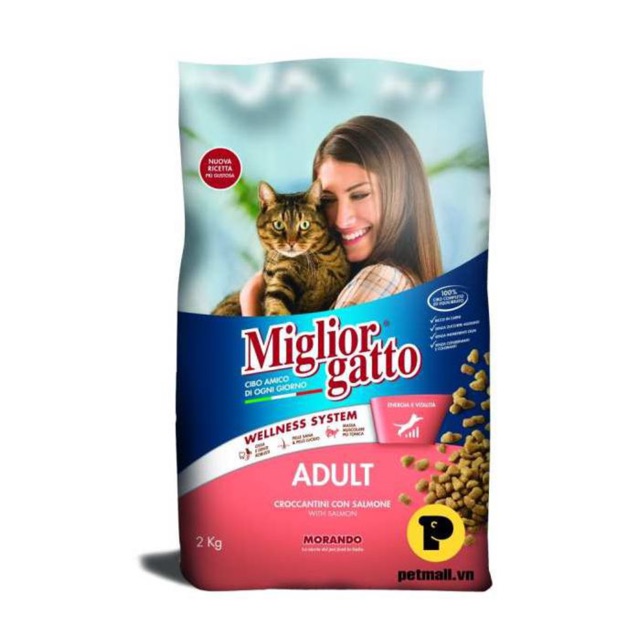 NUOVA
RICETTA
PIÙ GUSTOSA
100%
Miglior
gatto
®
CIBO AMICO
DI OGNI GIORNO
ENERGIA E VITALITÀ
WELLNESS SYSTEM
ADULT
CROCCANTINI CON SALMONE
WITH SALMON
2 Kg
MORANDO
P
petmall.vn